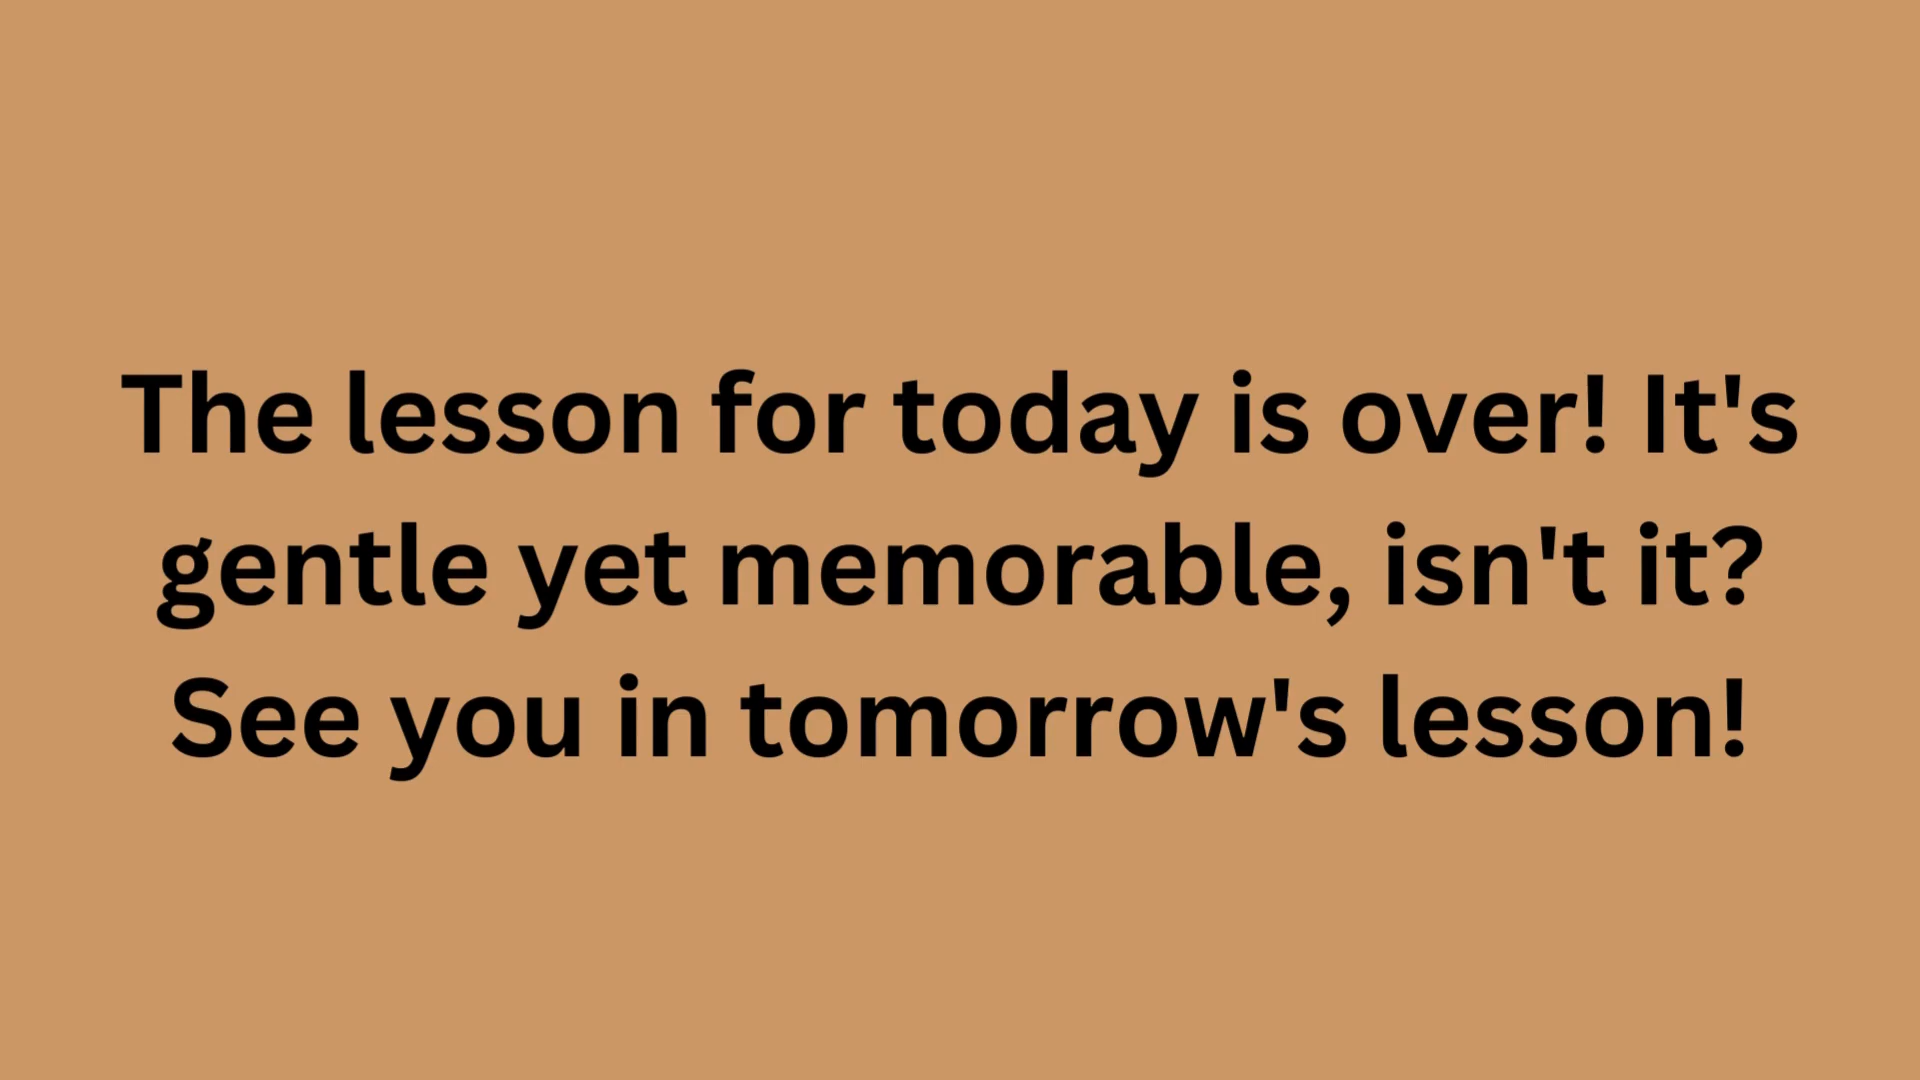 The lesson for today is over! It's
gentle yet memorable, isn't it?
See you in tomorrow's lesson!